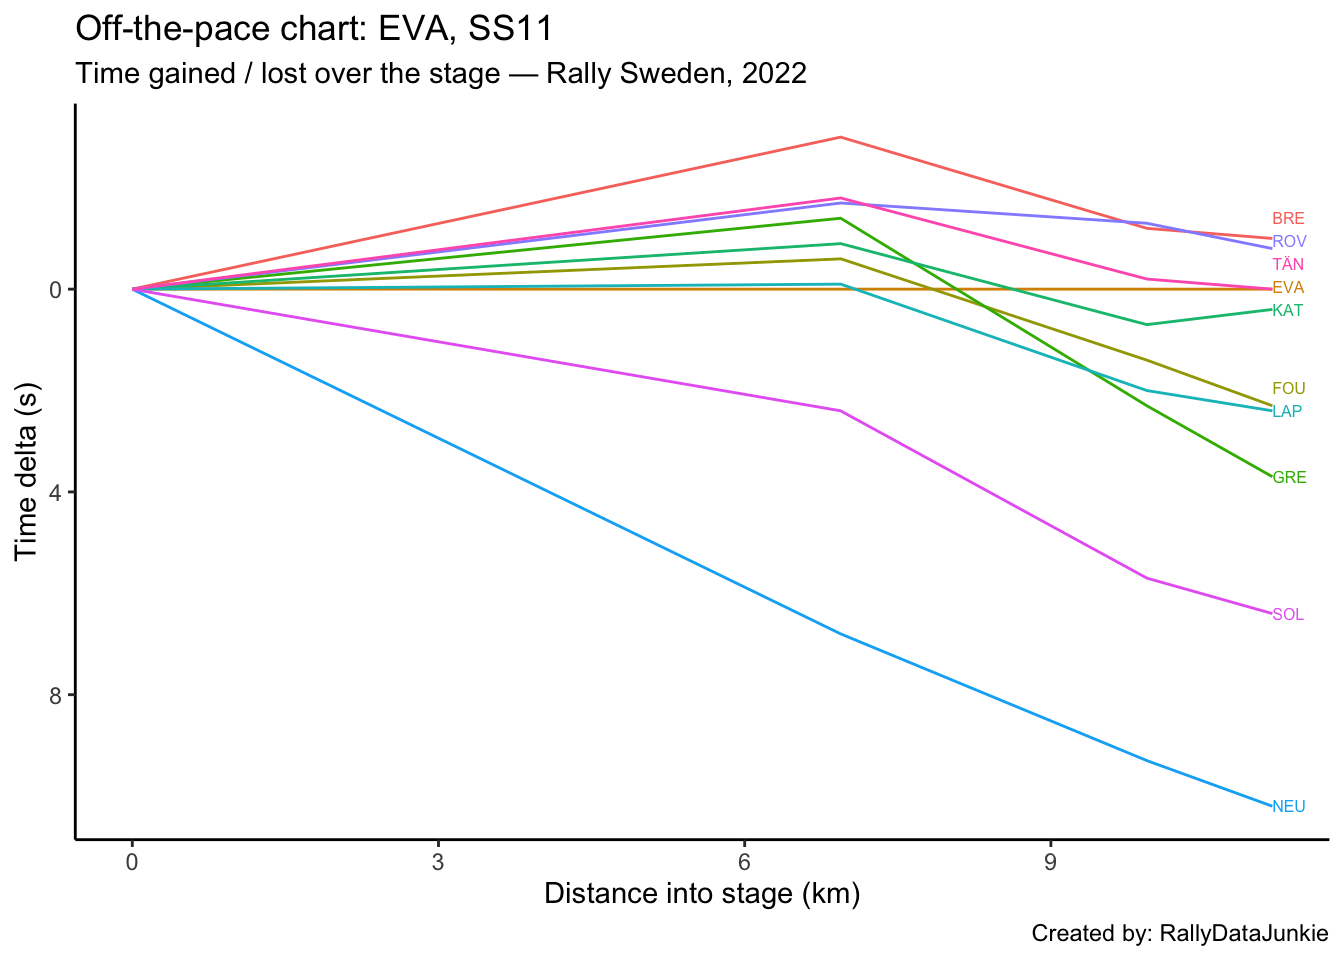 Off-the-pace chart: EVA, SS11
Time gained / lost over the stage — Rally Sweden, 2022
Time delta (s)
0
4
8
BRE
ROV
TÄN
EVA
KAT
FOU
LAP
GRE
SOL
NEU
0 3 6 9
Distance into stage (km)
Created by: RallyDataJunkie